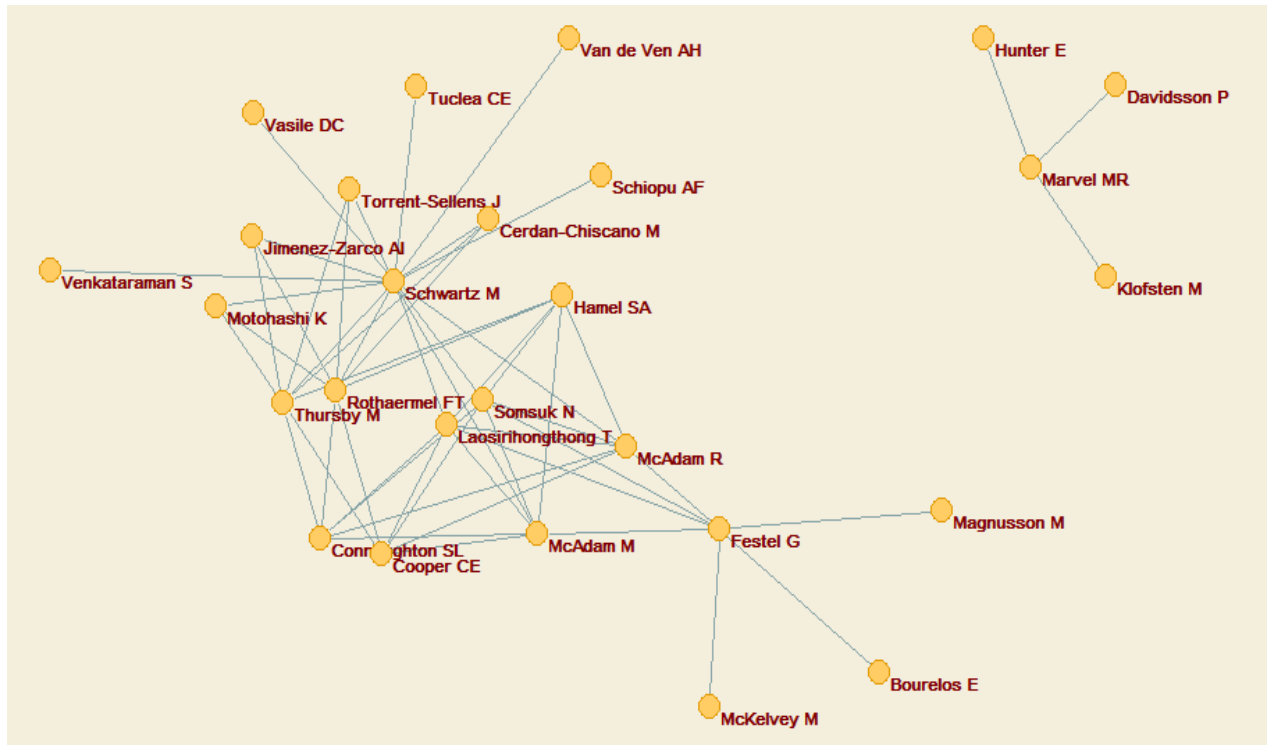 Van de Ven AH
Hunter E
Tuclea CE
Davidsson P
Vasile DC
Marvel MR
Schiopu AF
Torrent-Sellens J
Cerdan-Chiscano M
Jimenez-Zarco AI
Venkataraman S
Schwartz M
Klofsten M
Hamel SA
Motohashi K
Rothaermel FT
Thursby M
Somsuk N
Laosirihongthong T
McAdam R
Magnusson M
Festel G
McAdam M
SL
Cooper CE
Bourelos E
McKelvey M